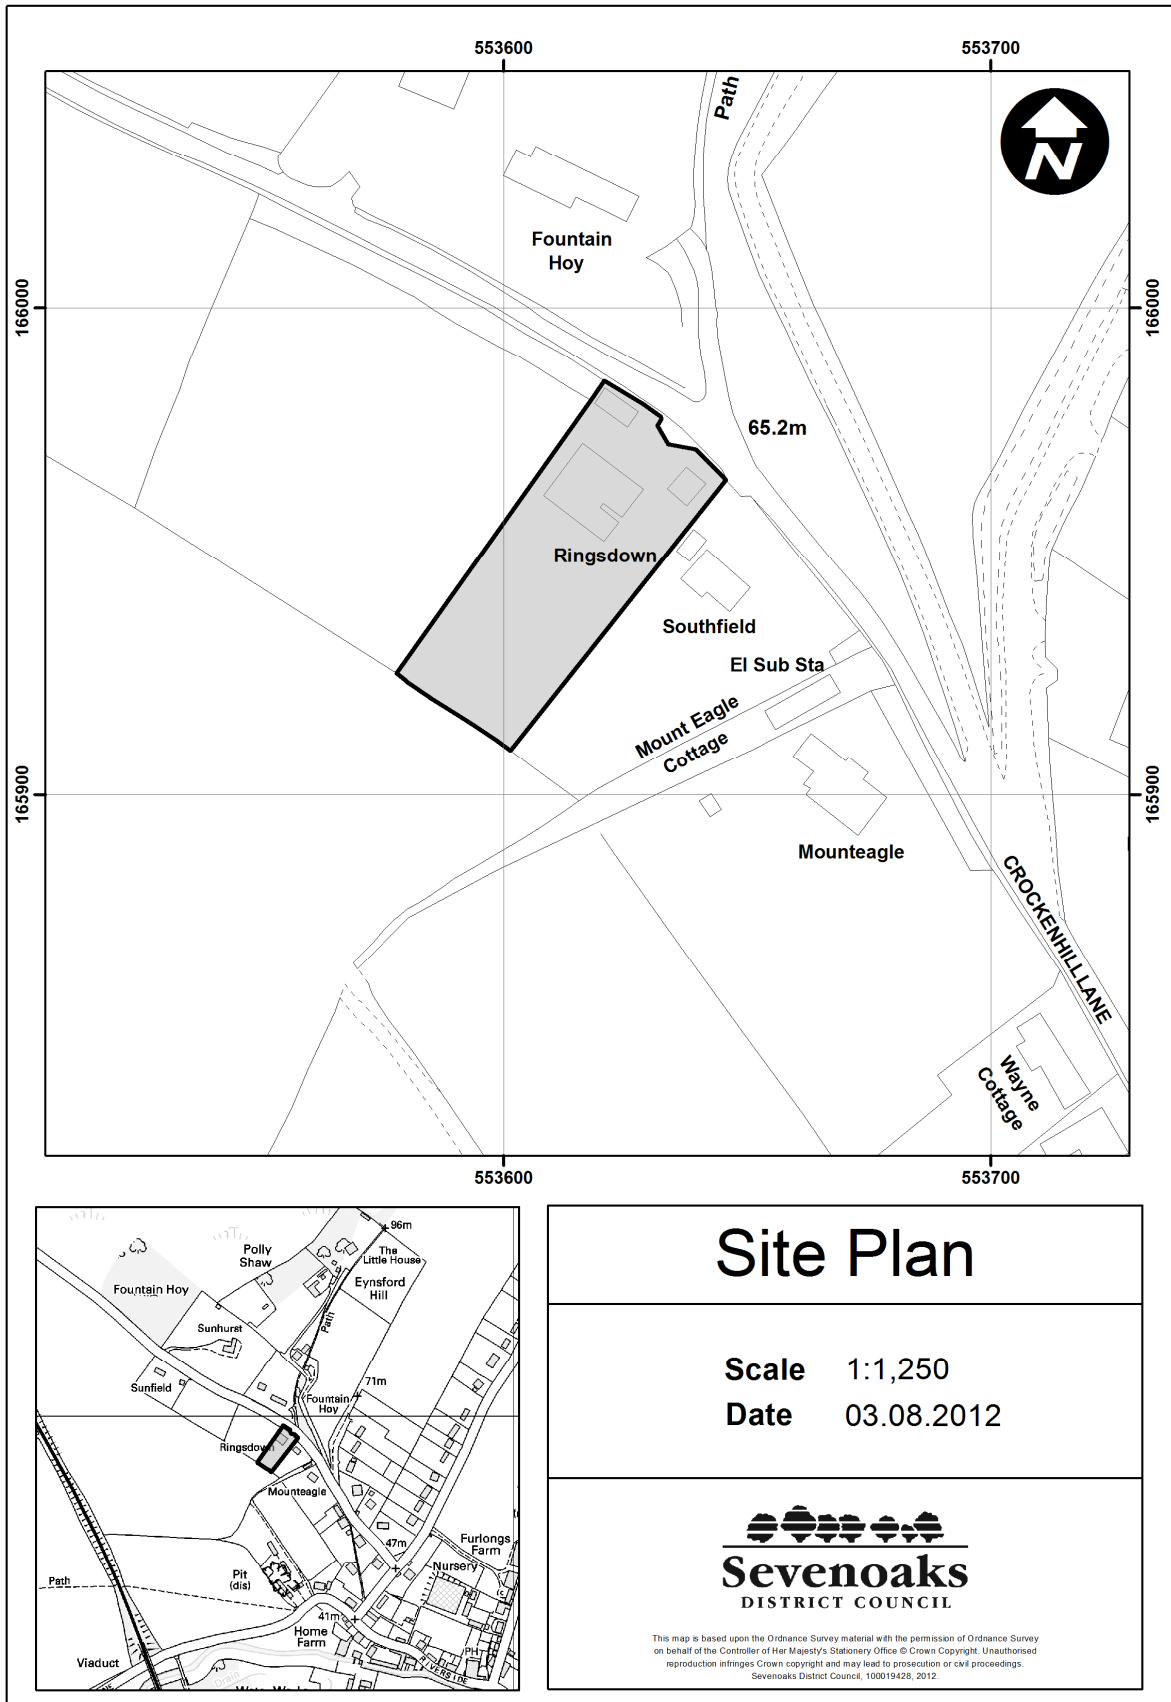 553600
553700
Path
N
Fountain
Hoy
166000
166000
65.2m
Ringsdown
Southfield
El Sub Sta
Mount Eagle
Cottage
165900
165900
Mounteagle
CROCKENHILL LANE
Wayne
Cottage
553600
553700
96m
Polly
Shaw
The
Little House
Fountain Hoy
Eynsford
Hill
Path
Sunhurst
Sunfield
71m
Fountain
Hoy
Ringsdown
Mounteagle
47m
Furlongs
Farm
Nursery
Pit
(dis)
Path
41m
Home
Farm
PH
RIVERSIDE
Viaduct
Drain
Site Plan
Scale 1:1,250
Date 03.08.2012
Sevenoaks
DISTRICT COUNCIL
This map is based upon the Ordnance Survey material with the permission of Ordnance Survey
on behalf of the Controller of Her Majesty's Stationery Office © Crown Copyright. Unauthorised
reproduction infringes Crown copyright and may lead to prosecution or civil proceedings.
Sevenoaks District Council, 100019428, 2012.